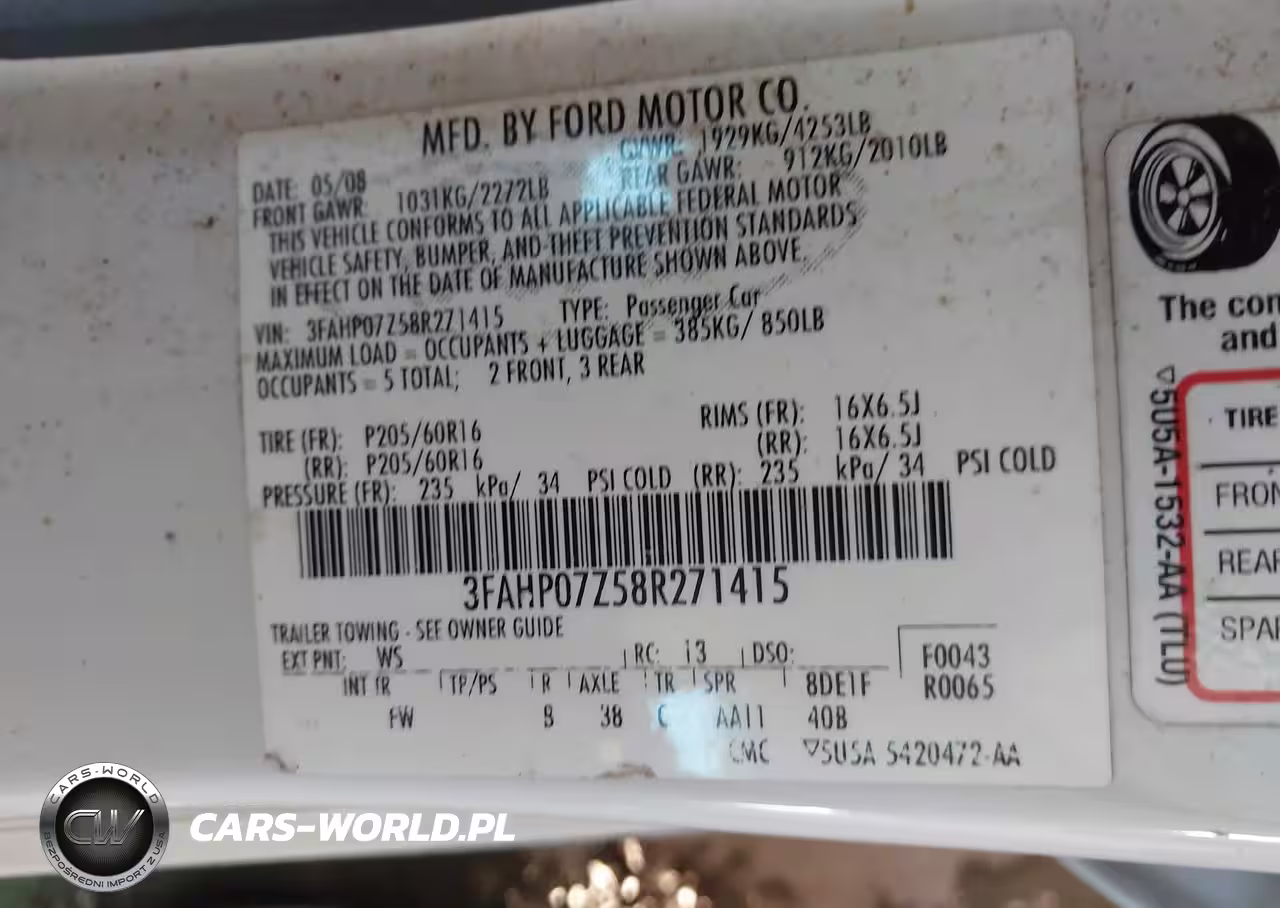 MFD. BY FORD MOTOR CO.
DATE: 05/08 GVWR: 1929KG/4253LB
FRONT GAWR: 1031KG/2272LB REAR GAWR: 912KG/2010LB
THIS VEHICLE CONFORMS TO ALL APPLICABLE FEDERAL MOTOR
VEHICLE SAFETY, BUMPER, AND THEFT PREVENTION STANDARDS
IN EFFECT ON THE DATE OF MANUFACTURE SHOWN ABOVE.
VIN: 3FAHP07Z58R271415 TYPE: Passenger Car
MAXIMUM LOAD = OCCUPANTS + LUGGAGE = 385KG/ 850LB
OCCUPANTS = 5 TOTAL; 2 FRONT, 3 REAR
TIRE (FR): P205/60R16 RIMS (FR): 16X6.5J
(RR): P205/60R16 (RR): 16X6.5J
PRESSURE (FR): 235 kPa/ 34 PSI COLD (RR): 235 kPa/ 34 PSI COLD
3FAHP07Z58R271415
TRAILER TOWING - SEE OWNER GUIDE
EXT PNT: WS RC: 13 DSO: F0043
INT TR TP/PS R AXLE TR SPR 8DE1F R0065
FW 38 C AA11 40B
CMC ▽5U5A 5420472-AA
The con
and
▽5U5A-1532-AA (TLU)
TIRE
FRON
REAR
SPAR
CARS-WORLD
CW
BEZPOŚREDNI IMPORT Z USA
CARS-WORLD.PL